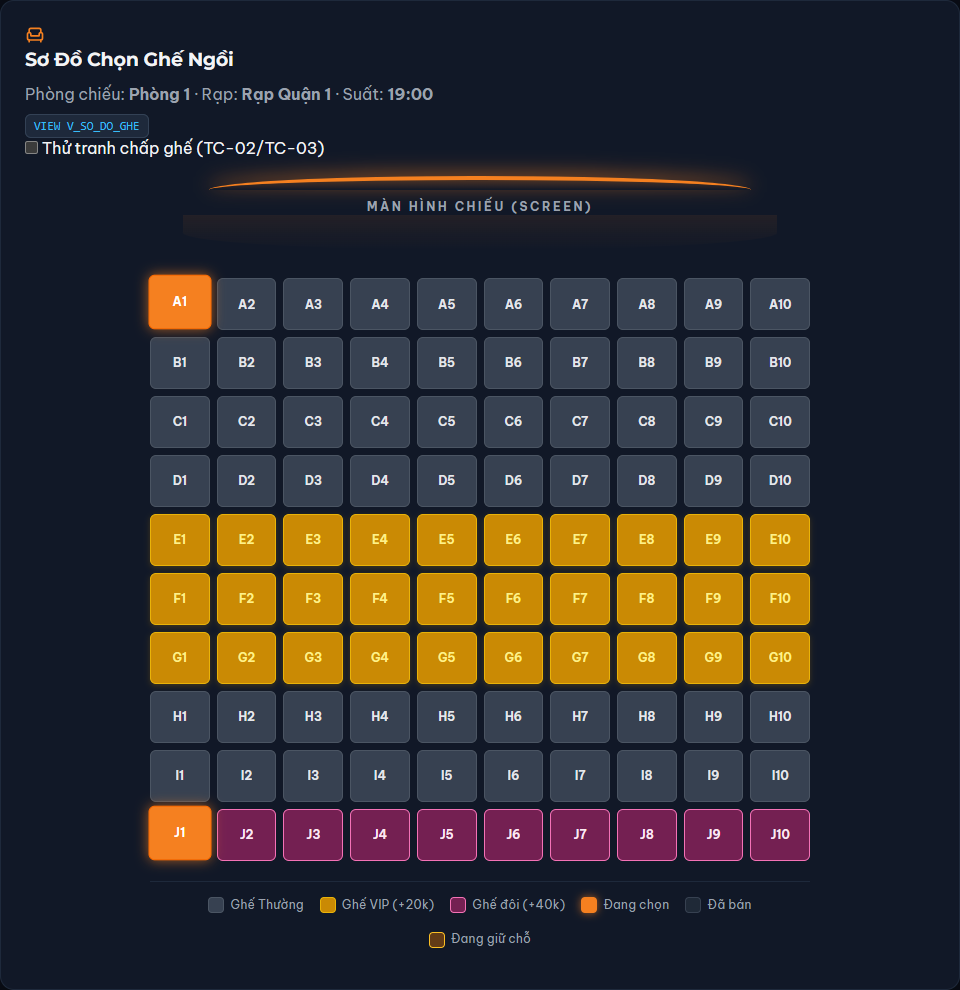 Sơ Đồ Chọn Ghế Ngồi
Phòng chiếu: Phòng 1 · Rạp: Rạp Quận 1 · Suất: 19:00
VIEW V_SO_DO_GHE
Thử tranh chấp ghế (TC-02/TC-03)
MÀN HÌNH CHIẾU (SCREEN)
A1 A2 A3 A4 A5 A6 A7 A8 A9 A10
B1 B2 B3 B4 B5 B6 B7 B8 B9 B10
C1 C2 C3 C4 C5 C6 C7 C8 C9 C10
D1 D2 D3 D4 D5 D6 D7 D8 D9 D10
E1 E2 E3 E4 E5 E6 E7 E8 E9 E10
F1 F2 F3 F4 F5 F6 F7 F8 F9 F10
G1 G2 G3 G4 G5 G6 G7 G8 G9 G10
H1 H2 H3 H4 H5 H6 H7 H8 H9 H10
I1 I2 I3 I4 I5 I6 I7 I8 I9 I10
J1 J2 J3 J4 J5 J6 J7 J8 J9 J10
Ghế Thường Ghế VIP (+20k) Ghế đôi (+40k) Đang chọn Đã bán
Đang giữ chỗ